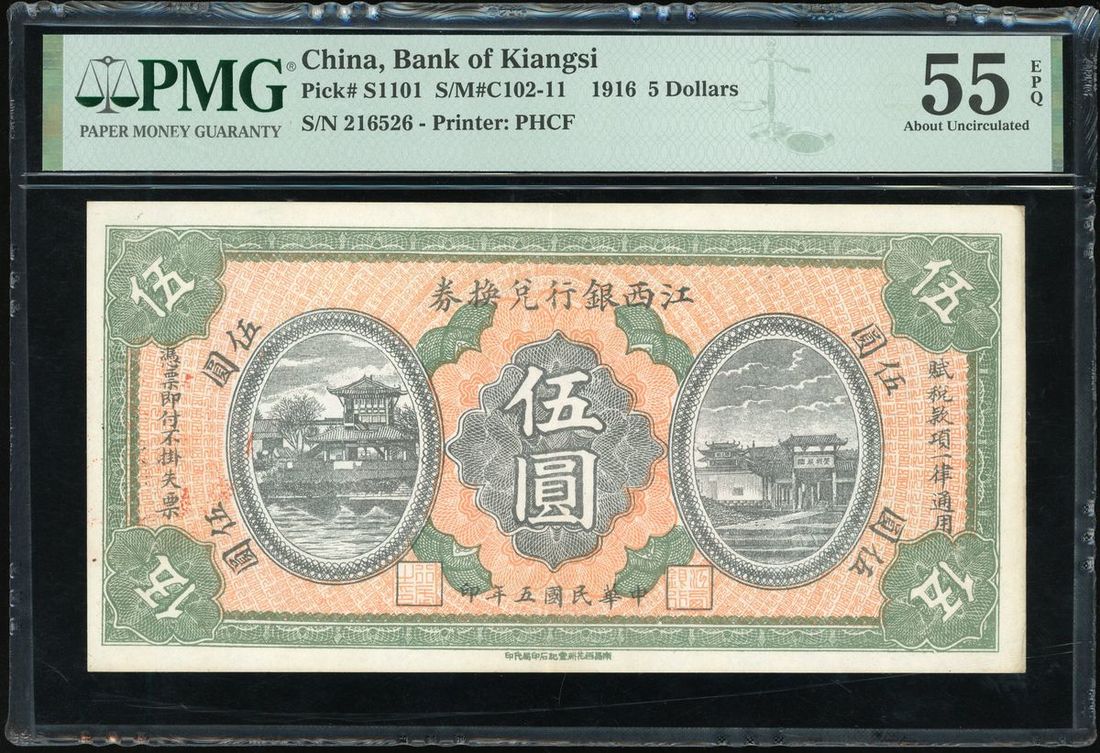 PMG®
PAPER MONEY GUARANTY
China, Bank of Kiangsi
Pick# S1101 S/M#C102-11 1916 5 Dollars
S/N 216526 - Printer: PHCF
55
EPQ
About Uncirculated
江西銀行兌換券
伍
伍
伍圓
伍圓
憑票即付不掛失票
伍圓
賦稅款項一律通用
伍圓
伍圓
伍
伍
中華民國五年印